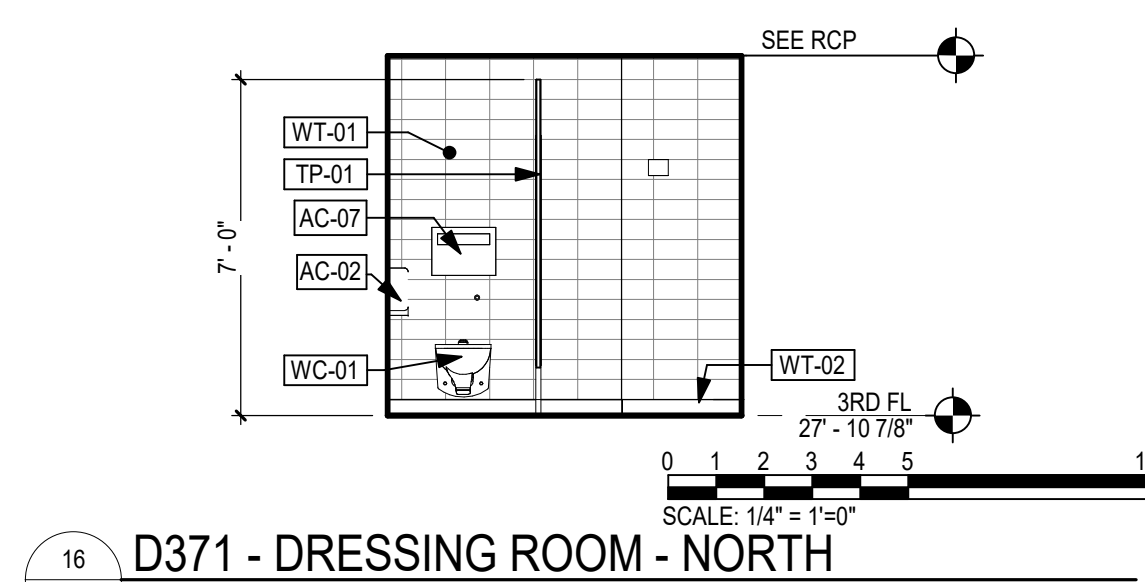 SEE RCP
WT-01
TP-01
AC-07
7' - 0"
AC-02
WC-01
WT-02
3RD FL
27' - 10 7/8"
0 1 2 3 4 5
SCALE: 1/4" = 1'=0"
16 D371 - DRESSING ROOM - NORTH